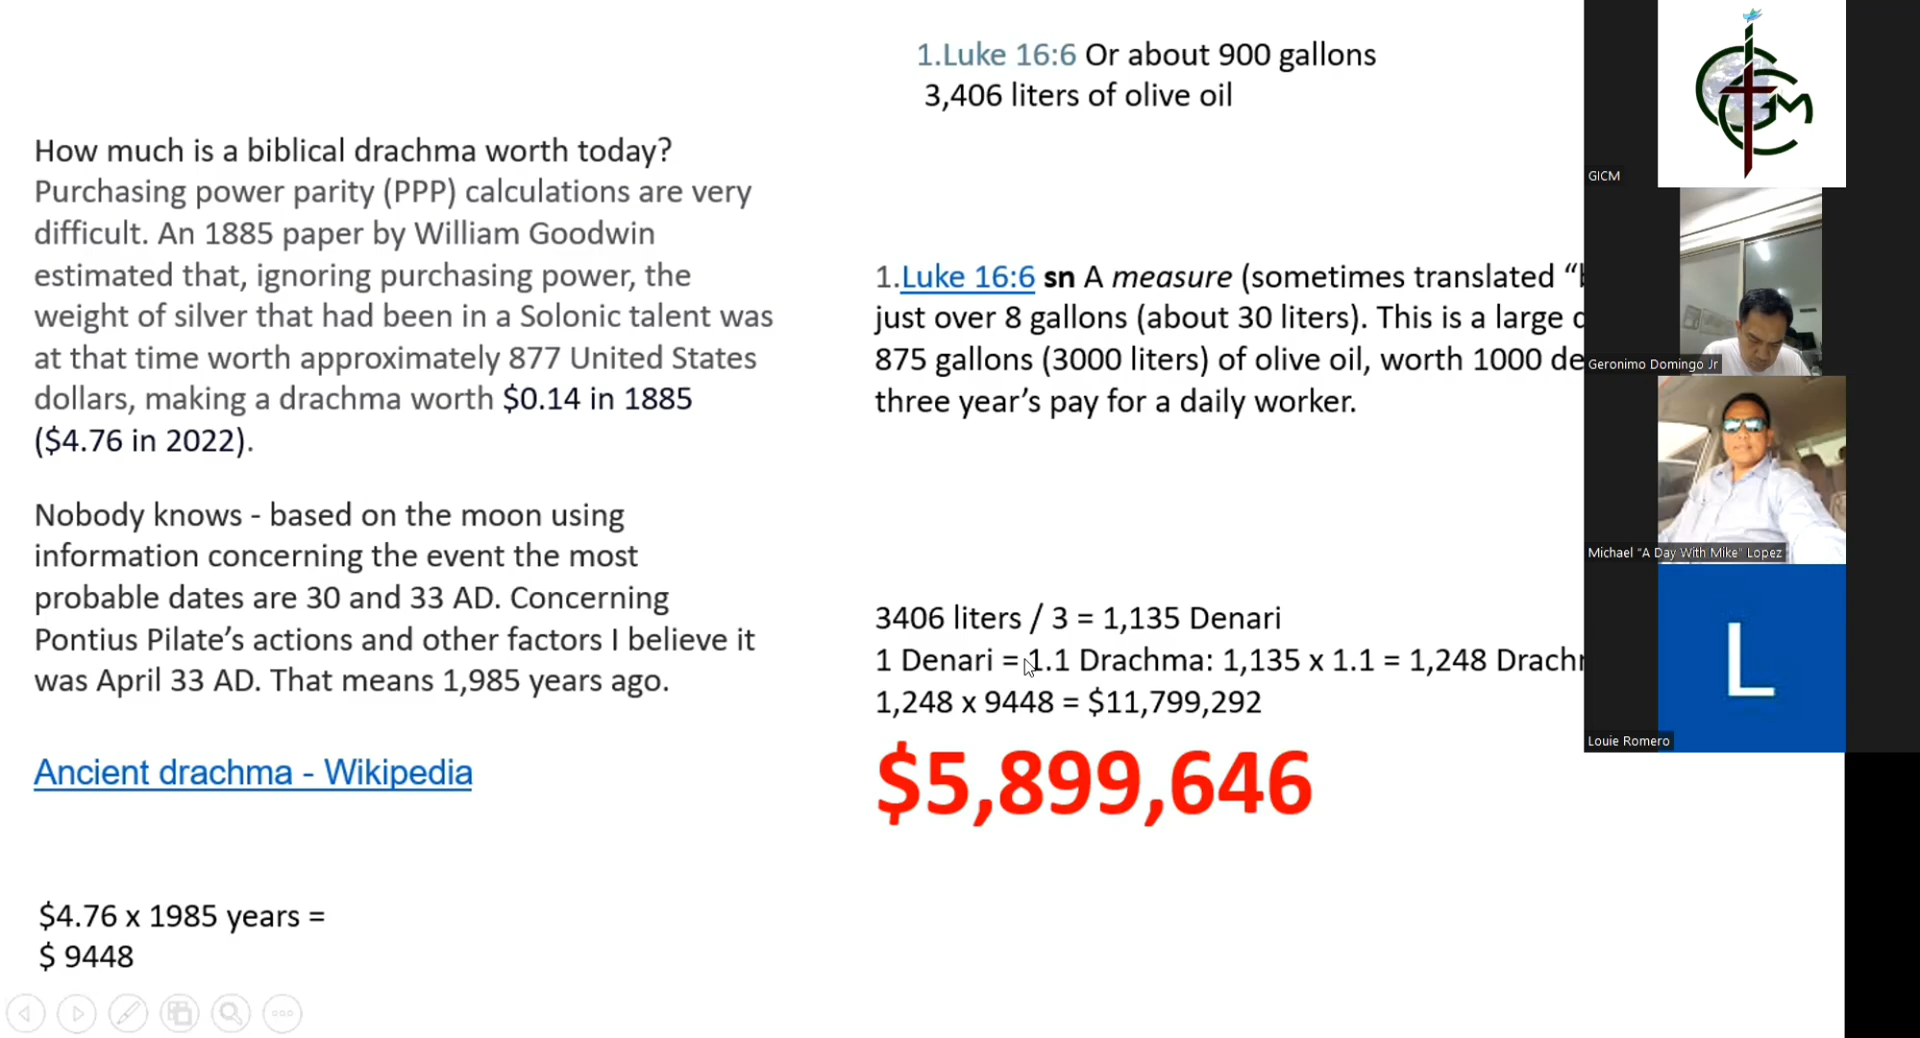 1.Luke 16:6 Or about 900 gallons
3,406 liters of olive oil
How much is a biblical drachma worth today?
Purchasing power parity (PPP) calculations are very
difficult. An 1885 paper by William Goodwin
estimated that, ignoring purchasing power, the
weight of silver that had been in a Solonic talent was
at that time worth approximately 877 United States
dollars, making a drachma worth $0.14 in 1885
($4.76 in 2022).
Nobody knows - based on the moon using
information concerning the event the most
probable dates are 30 and 33 AD. Concerning
Pontius Pilate’s actions and other factors I believe it
was April 33 AD. That means 1,985 years ago.
Ancient drachma - Wikipedia
$4.76 x 1985 years =
$ 9448
1.Luke 16:6 sn A measure (sometimes translated “
just over 8 gallons (about 30 liters). This is a large
875 gallons (3000 liters) of olive oil, worth 1000 de
three year’s pay for a daily worker.
3406 liters / 3 = 1,135 Denari
1 Denari = 1.1 Drachma: 1,135 x 1.1 = 1,248 Drach
1,248 x 9448 = $11,799,292
$5,899,646
GCM
GICM
Geronimo Domingo Jr
Michael "A Day With Mike" Lopez
L
Louie Romero